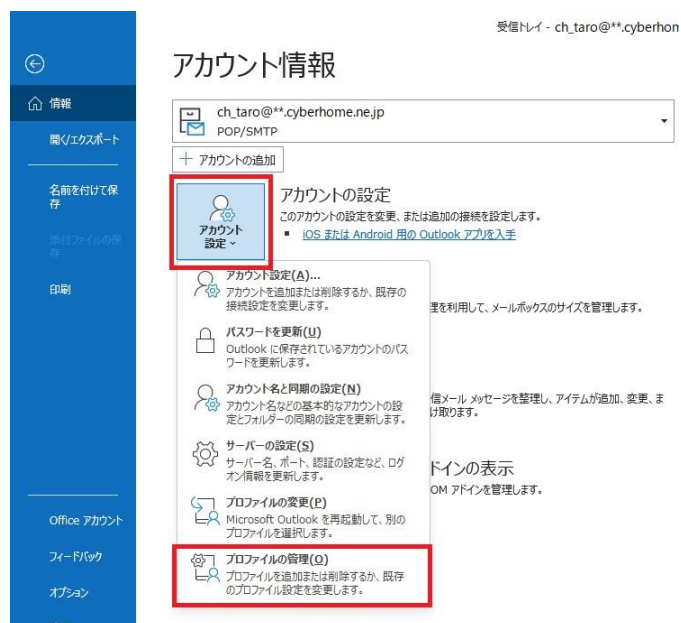 受信トレイ - ch_taro@**.cyberhom
アカウント情報
情報
開く/エクスポート
名前を付けて保
存
添付ファイルの保
存
印刷
Office アカウント
フィードバック
オプション
ch_taro@**.cyberhome.ne.jp
POP/SMTP
アカウントの追加
アカウント
設定
アカウントの設定
このアカウントの設定を変更、または追加の接続を設定します。
■ iOS または Android 用の Outlook アプリを入手
アカウント設定(A)...
アカウントを追加または削除するか、既存の
接続設定を変更します。
理を利用して、メールボックスのサイズを管理します。
パスワードを更新(U)
Outlook に保存されているアカウントのパス
ワードを更新します。
アカウント名と同期の設定(N)
アカウント名などの基本的なアカウントの設
定とフォルダーの同期の設定を更新します。
信メール メッセージを整理し、アイテムが追加、変更、ま
け取ります。
サーバーの設定(S)
サーバー名、ポート、認証の設定など、ログ
オン情報を更新します。
ドインの表示
OM アドインを管理します。
プロファイルの変更(P)
Microsoft Outlook を再起動して、別の
プロファイルを選択します。
プロファイルの管理(O)
プロファイルを追加または削除するか、既存
のプロファイル設定を変更します。